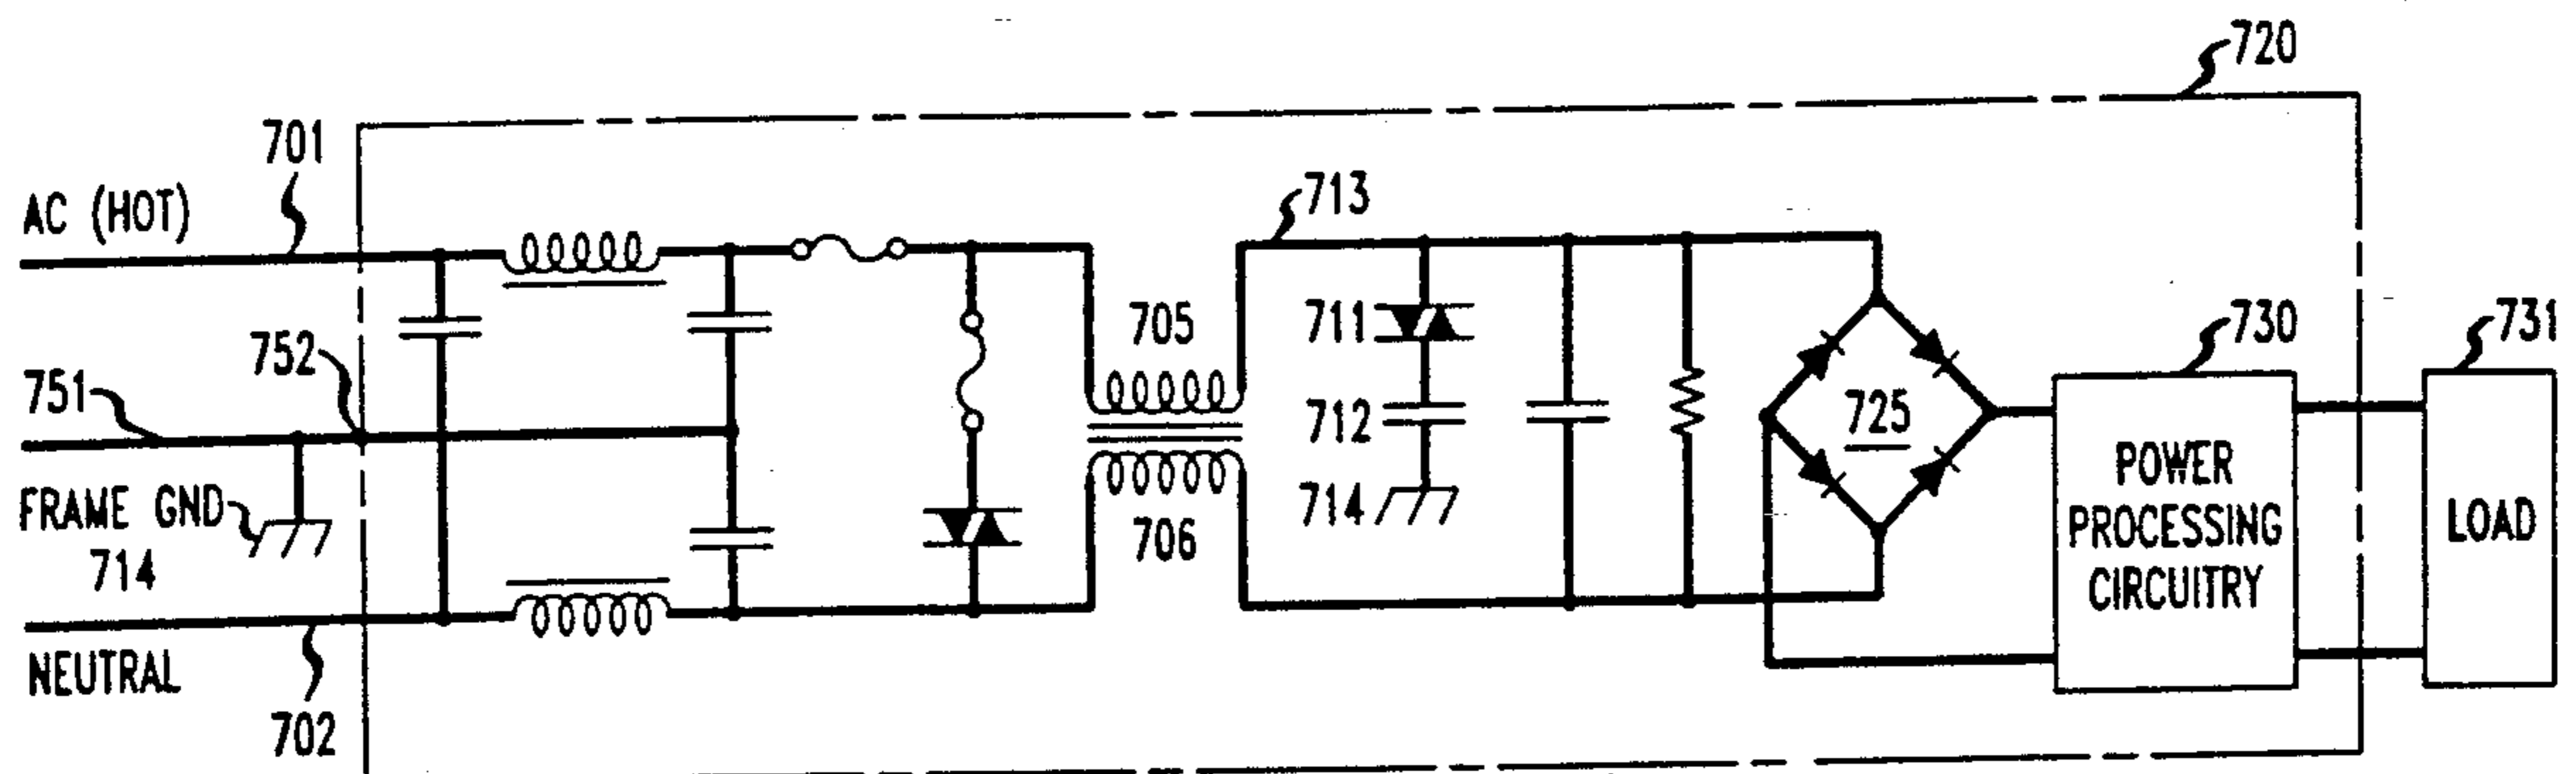 720
701
AC (HOT)
713
752
705
711
730
731
751
712
725
FRAME GND
714
714
706
POWER
PROCESSING
CIRCUITRY
LOAD
NEUTRAL
702